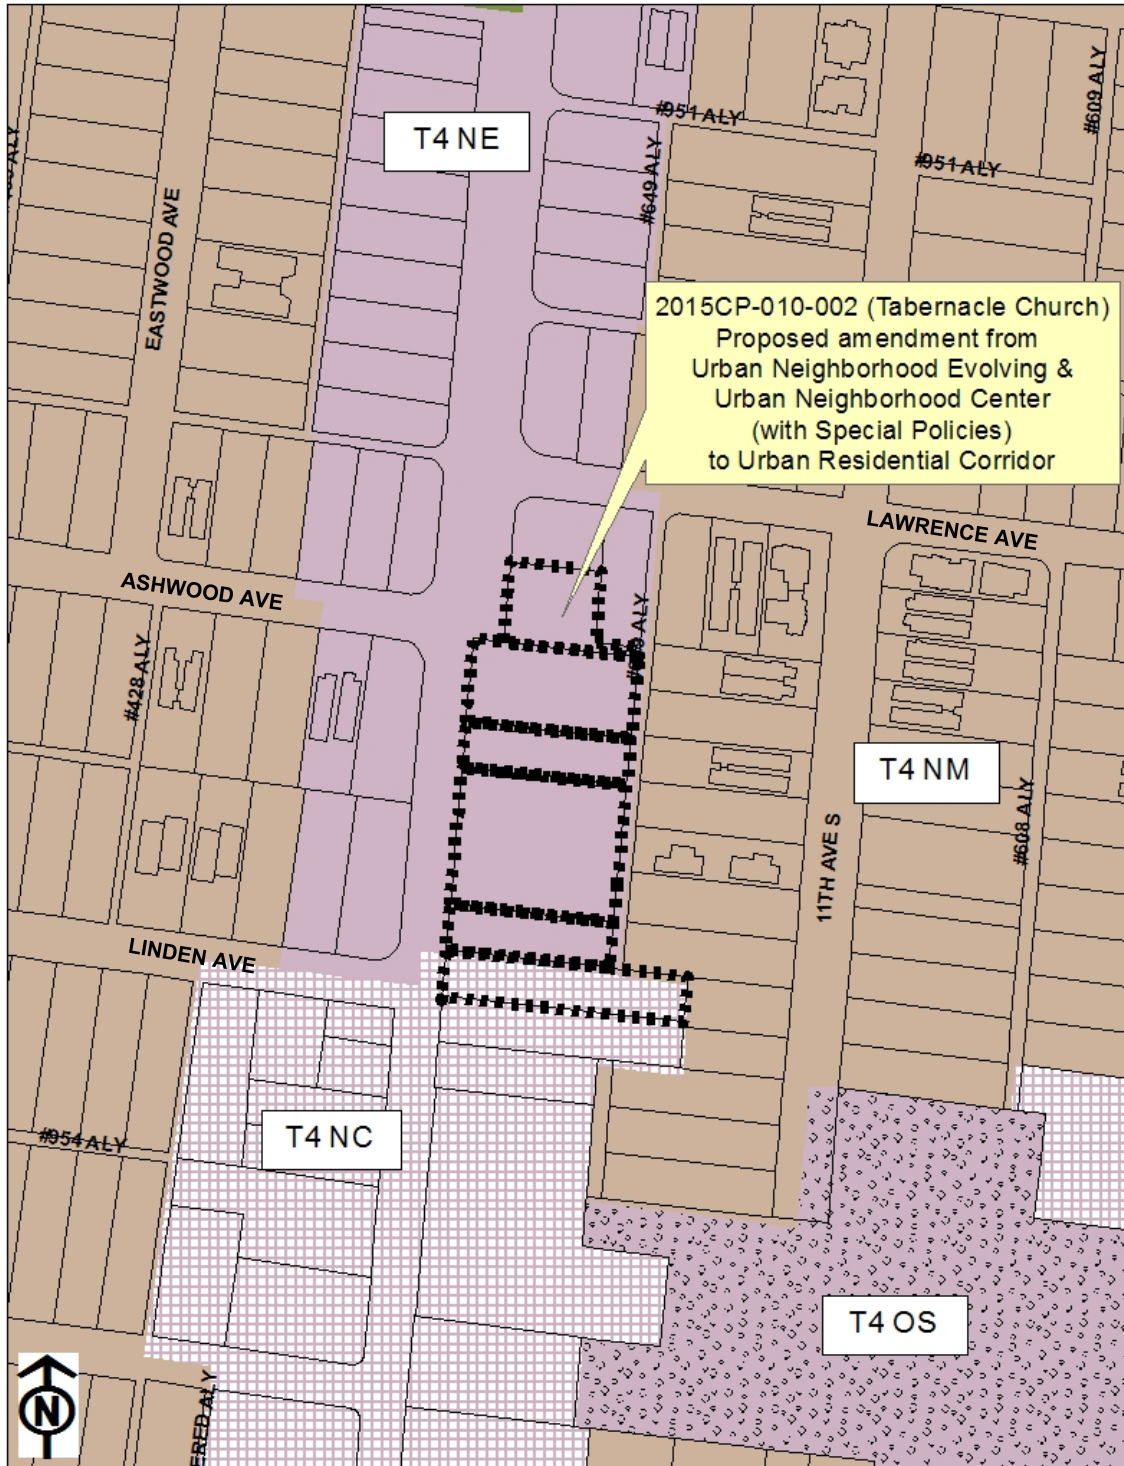 #609 ALY
#951 ALY
T4 NE
#951 ALY
#649 ALY
EASTWOOD AVE
2015CP-010-002 (Tabernacle Church)
Proposed amendment from
Urban Neighborhood Evolving &
Urban Neighborhood Center
(with Special Policies)
to Urban Residential Corridor
LAWRENCE AVE
ASHWOOD AVE
ALY
#428 ALY
T4 NM
#608 ALY
11TH AVE S
LINDEN AVE
T4 NC
#954 ALY
T4 OS
N
ALY